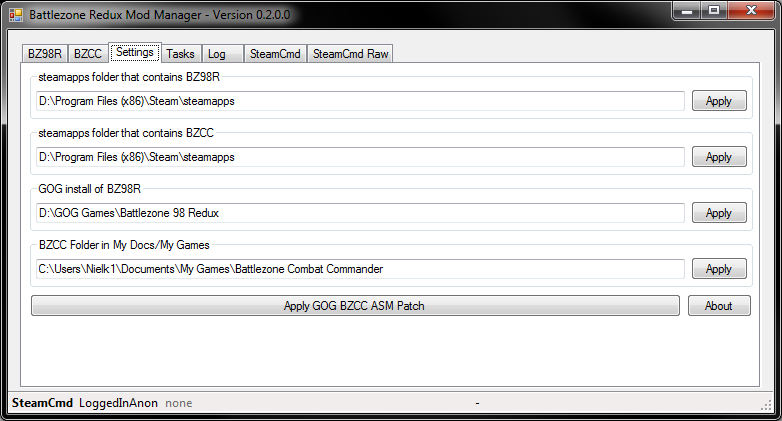 Battlezone Redux Mod Manager - Version 0.2.0.0
BZ98R BZCC Settings Tasks Log SteamCmd SteamCmd Raw
steamapps folder that contains BZ98R
D:\Program Files (x86)\Steam\steamapps Apply
steamapps folder that contains BZCC
D:\Program Files (x86)\Steam\steamapps Apply
GOG install of BZ98R
D:\GOG Games\Battlezone 98 Redux Apply
BZCC Folder in My Docs/My Games
C:\Users\Nielk1\Documents\My Games\Battlezone Combat Commander Apply
Apply GOG BZCC ASM Patch About
SteamCmd LoggedInAnon none -